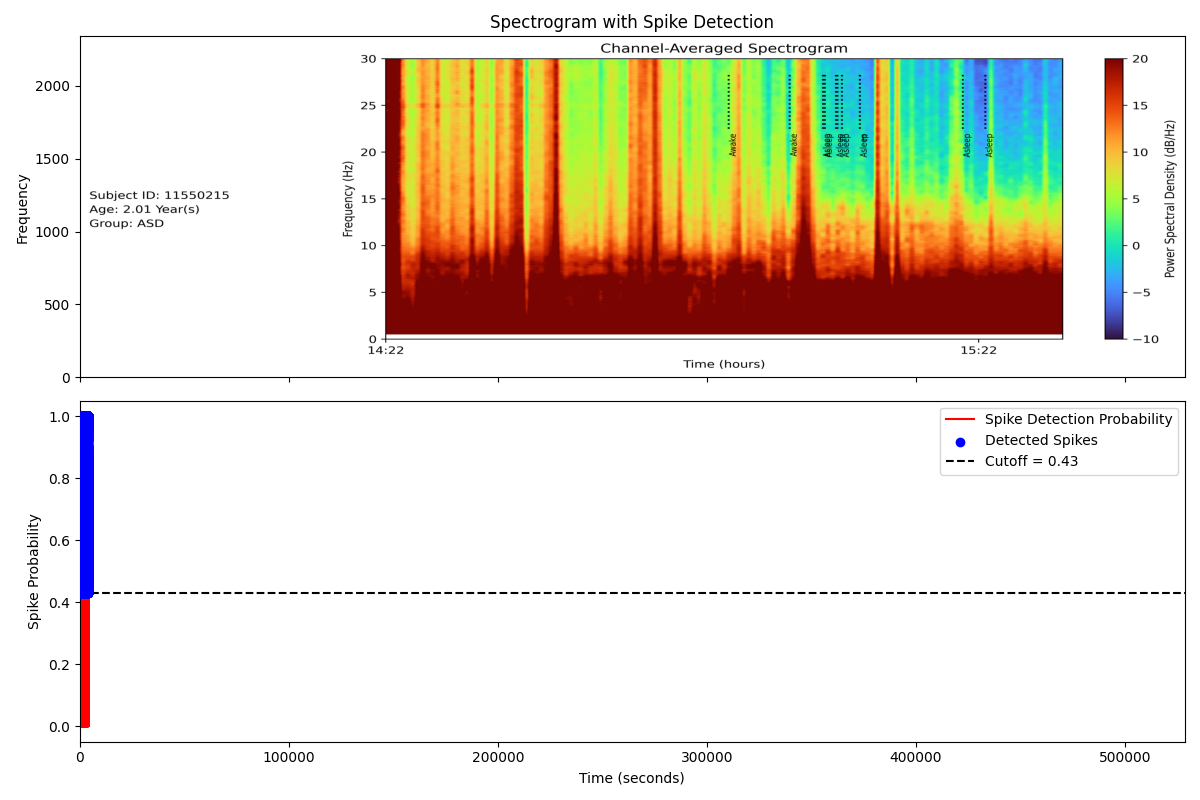 Spectrogram with Spike Detection
Channel-Averaged Spectrogram
Frequency
2000
1500
1000
500
0
Subject ID: 11550215
Age: 2.01 Year(s)
Group: ASD
Frequency (Hz)
30
25
20
15
10
5
0
Awake
Awake
Asleep
Asleep
Asleep
Asleep
Asleep
Asleep
Asleep
14:22
15:22
Time (hours)
20
15
10
5
0
−5
−10
Power Spectral Density (dB/Hz)
Spike Probability
1.0
0.8
0.6
0.4
0.2
0.0
Spike Detection Probability
Detected Spikes
Cutoff = 0.43
0
100000
200000
300000
400000
500000
Time (seconds)